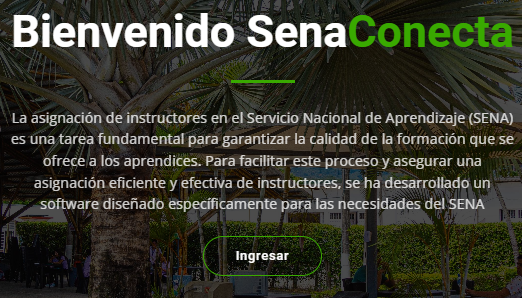 Bienvenido SenaConecta
La asignación de instructores en el Servicio Nacional de Aprendizaje (SENA)
es una tarea fundamental para garantizar la calidad de la formación que se
ofrece a los aprendices. Para facilitar este proceso y asegurar una
asignación eficiente y efectiva de instructores, se ha desarrollado un
software diseñado específicamente para las necesidades del SENA
Ingresar